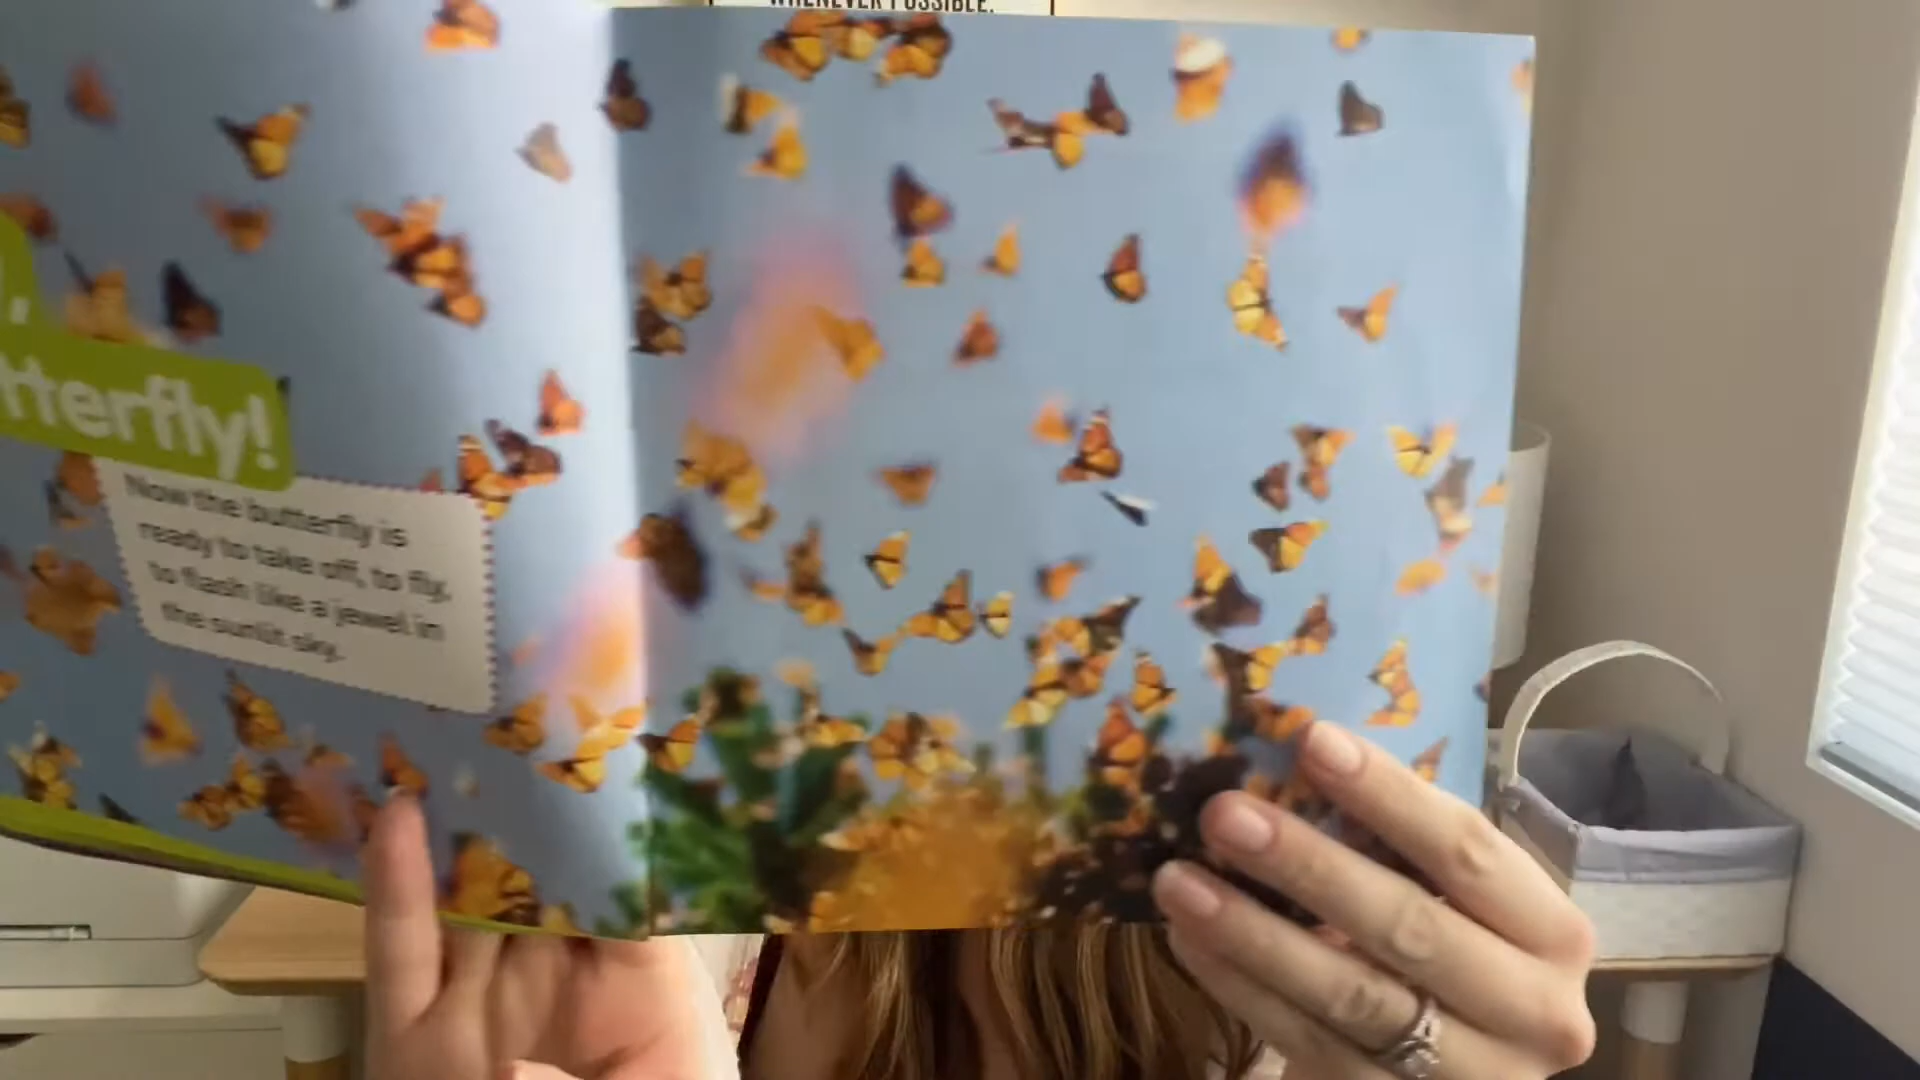 WHENEVER POSSIBLE.
tterfly!
Now the butterfly is
ready to take off, to fly,
to flash like a jewel in
the sunlit sky.